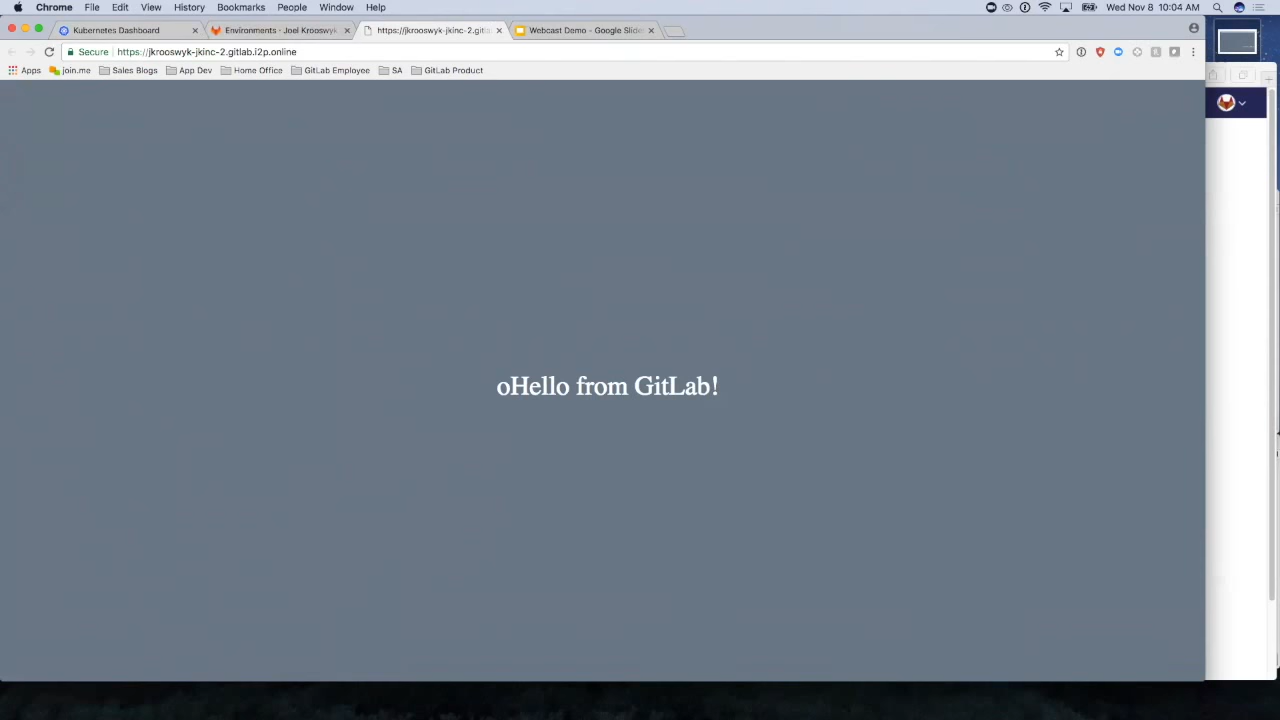 Chrome File Edit View History Bookmarks People Window Help Wed Nov 8 10:04 AM
Kubernetes Dashboard Environments · Joel Krooswyk https://jkrooswyk-jkinc-2.gitla Webcast Demo - Google Slide
Secure https://jkrooswyk-jkinc-2.gitlab.i2p.online
Apps join.me Sales Blogs App Dev Home Office GitLab Employee SA GitLab Product
oHello from GitLab!